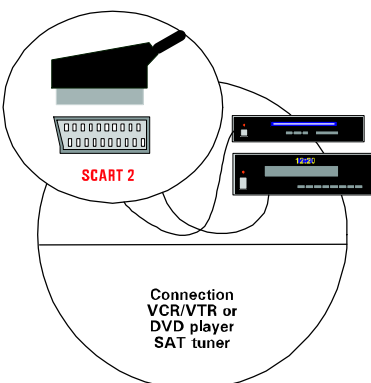 12:20
SCART 2
Connection
VCR/VTR or
DVD player
SAT tuner